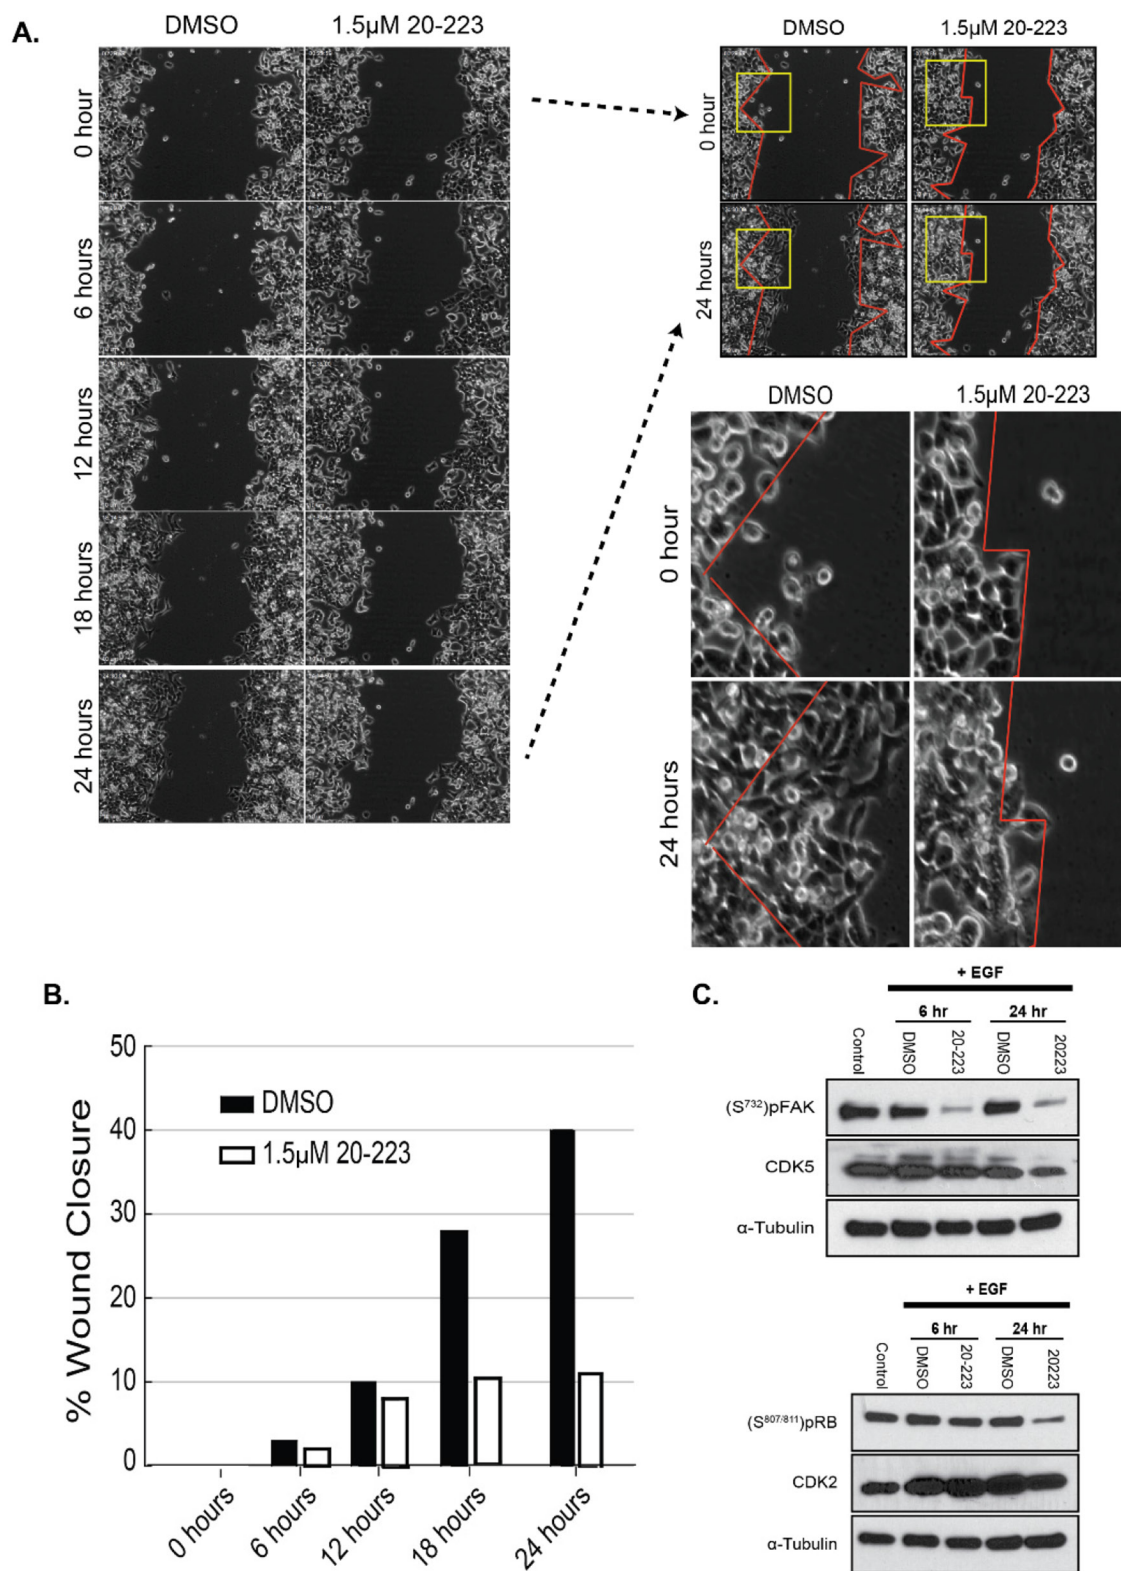 A.
DMSO
1.5µM 20-223
0 hour
6 hours
12 hours
18 hours
24 hours
DMSO
1.5µM 20-223
0 hour
24 hours
DMSO
1.5µM 20-223
0 hour
24 hours
B.
% Wound Closure
50
40
30
20
10
0
DMSO
1.5µM 20-223
0 hours
6 hours
12 hours
18 hours
24 hours
C.
+ EGF
6 hr
24 hr
Control
DMSO
20-223
DMSO
20223
(S732)pFAK
CDK5
α-Tubulin
+ EGF
6 hr
24 hr
Control
DMSO
20-223
DMSO
20223
(S807/811)pRB
CDK2
α-Tubulin